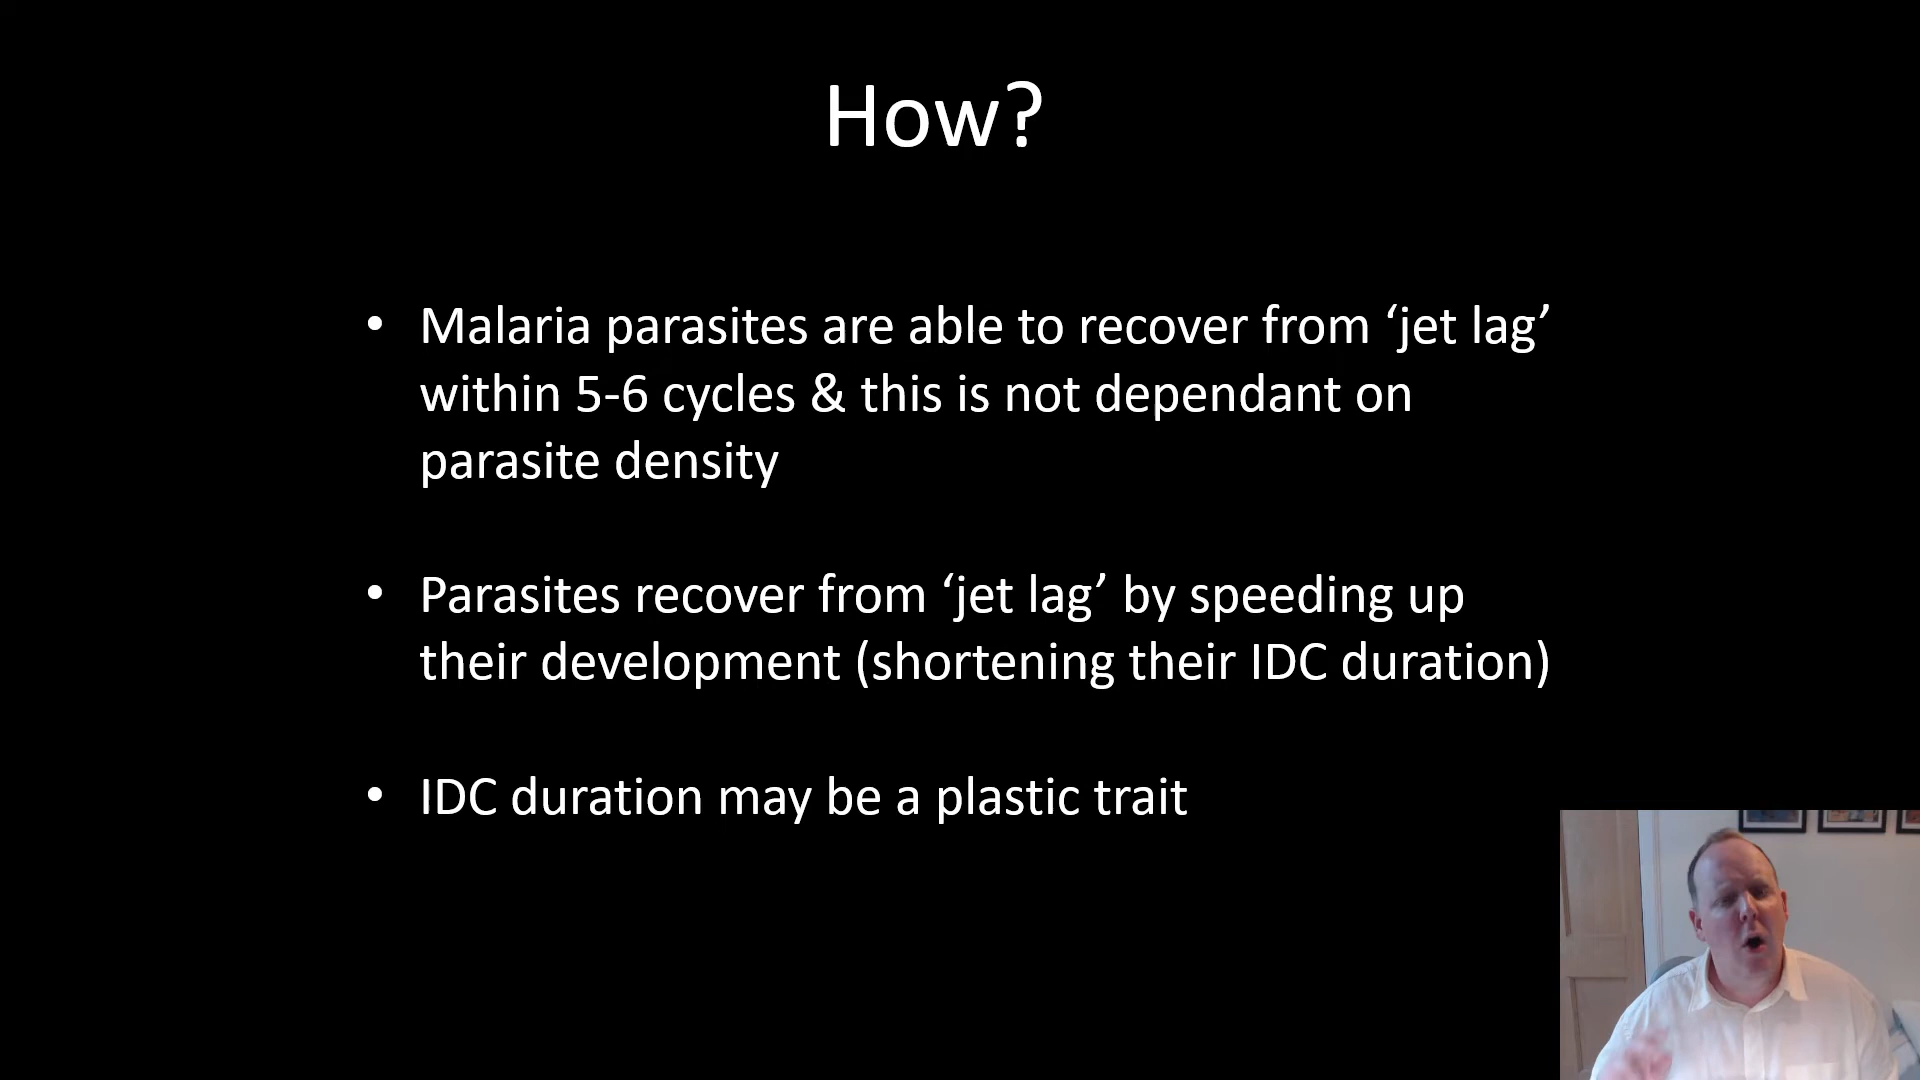 How?
• Malaria parasites are able to recover from ‘jet lag’
within 5-6 cycles & this is not dependant on
parasite density
• Parasites recover from ‘jet lag’ by speeding up
their development (shortening their IDC duration)
• IDC duration may be a plastic trait